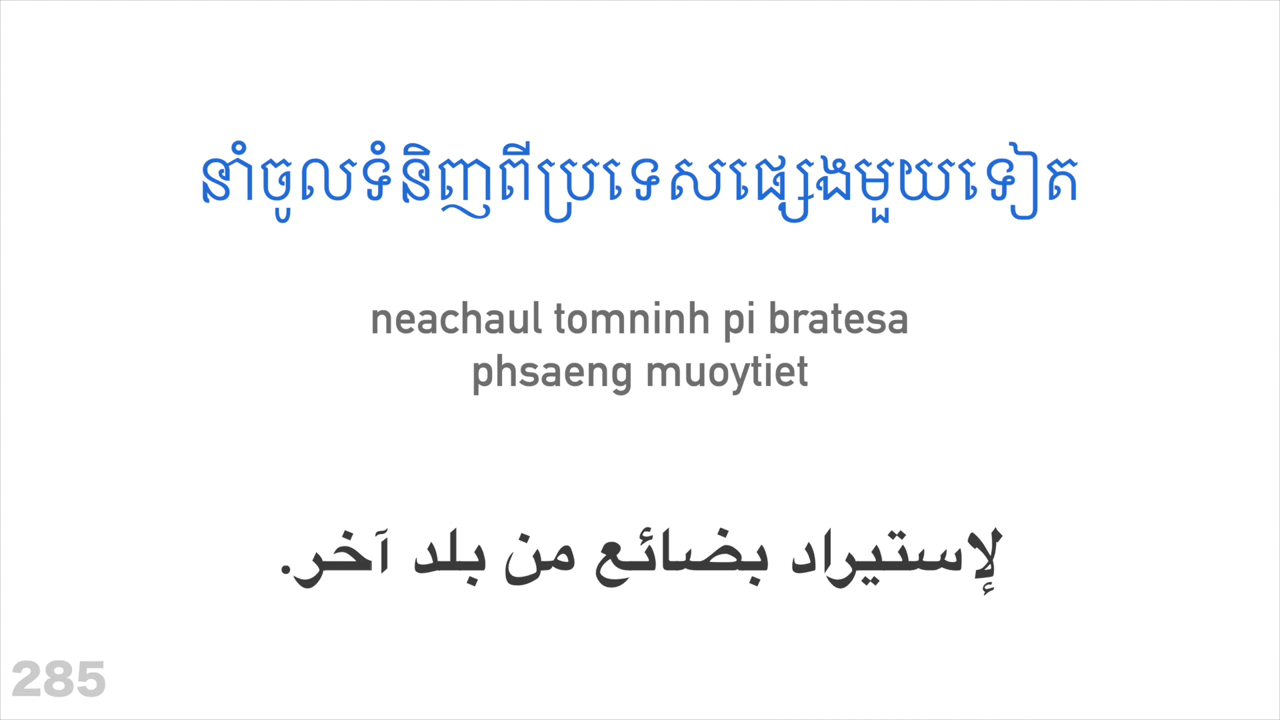 នាំចូលទំនិញពីប្រទេសផ្សេងមួយទៀត
neachaul tomninh pi bratesa
phsaeng muoytiet
لإستيراد بضائع من بلد آخر.
285